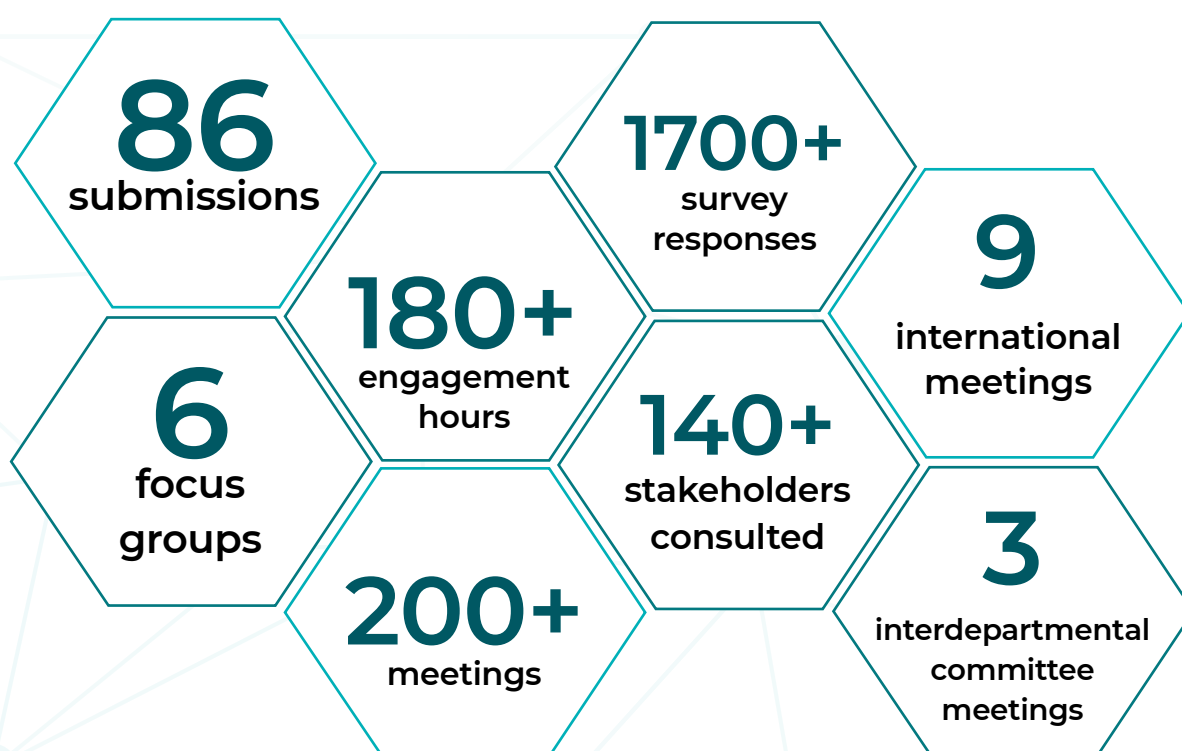 86
submissions
1700+
survey
responses
180+
engagement
hours
9
international
meetings
6
focus
groups
140+
stakeholders
consulted
200+
meetings
3
interdepartmental
committee
meetings